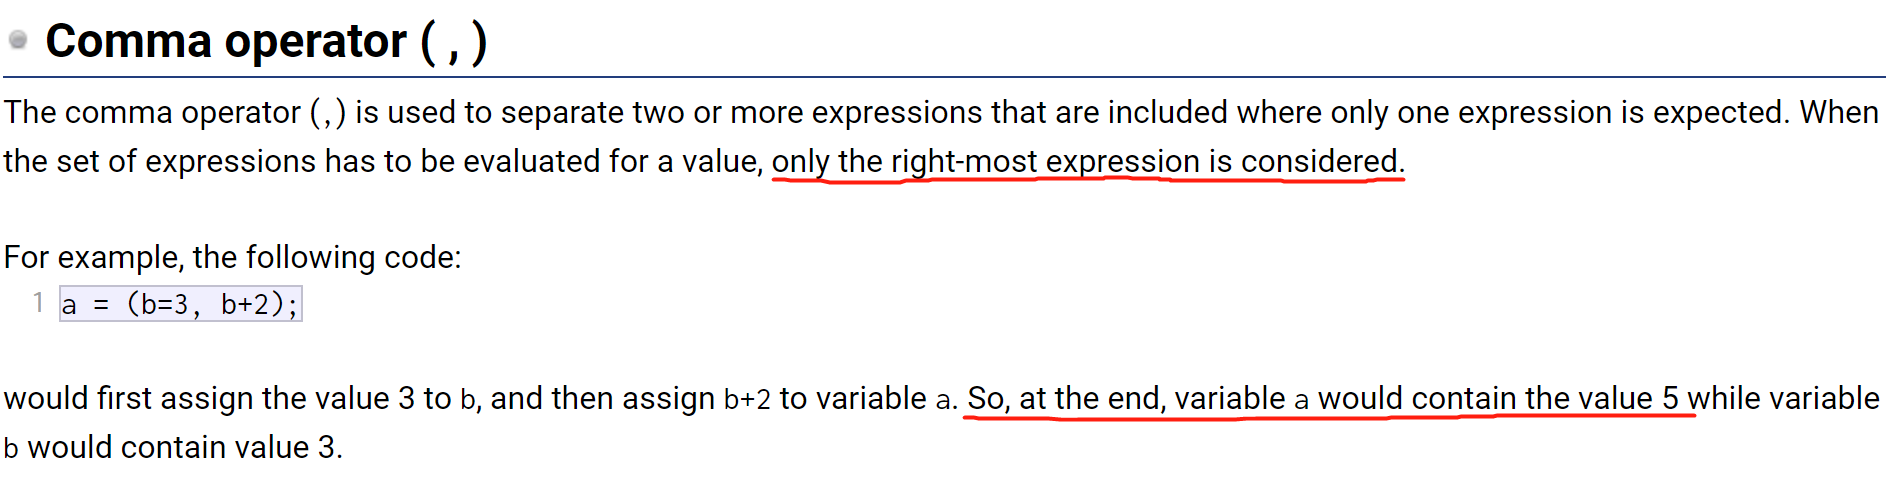 Comma operator ( , )
The comma operator (,) is used to separate two or more expressions that are included where only one expression is expected. When
the set of expressions has to be evaluated for a value, only the right-most expression is considered.
For example, the following code:
1 a = (b=3, b+2);
would first assign the value 3 to b, and then assign b+2 to variable a. So, at the end, variable a would contain the value 5 while variable
b would contain value 3.